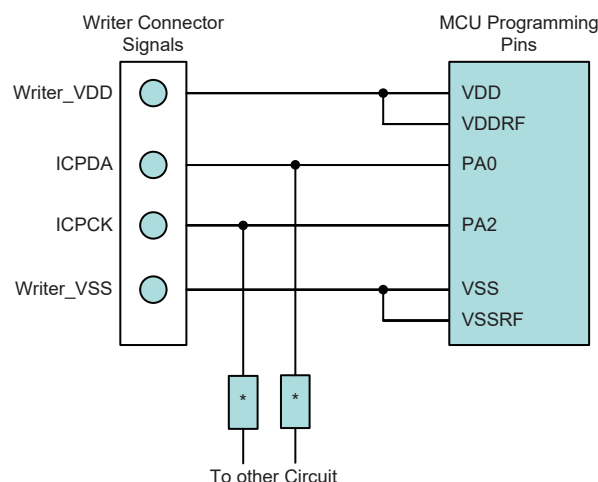 Writer Connector
Signals
MCU Programming
Pins
Writer_VDD
VDD
VDDRF
ICPDA
PA0
ICPCK
PA2
Writer_VSS
VSS
VSSRF
*
*
To other Circuit